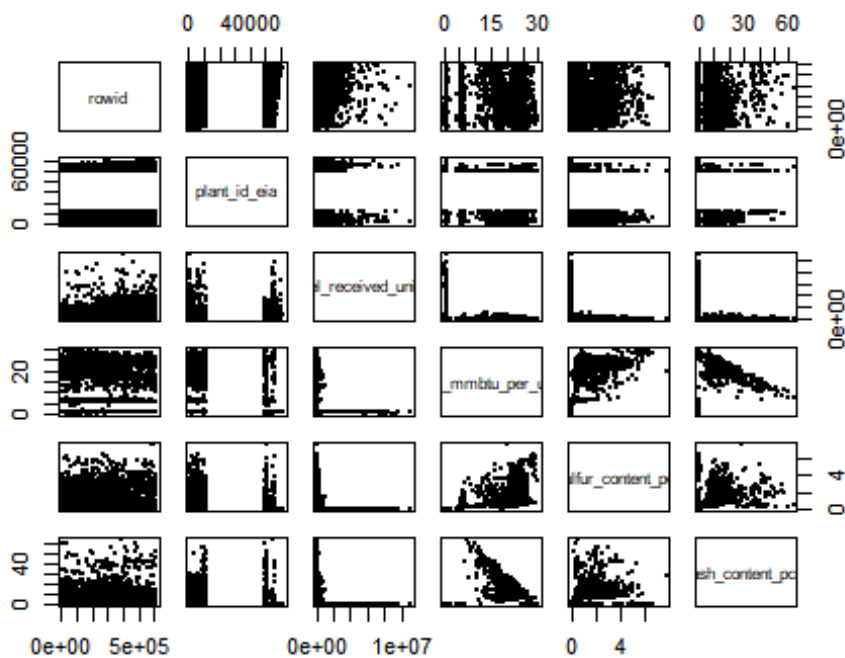 0 40000 0 15 30 0 30 60
rowid 0e+00
60000 0 plant_id_eia
el_received_uni 0e+00
20 0 _mmbtu_per_u
lfur_content_p 4 0
40 0 sh_content_pc
0e+00 5e+05 0e+00 1e+07 0 4